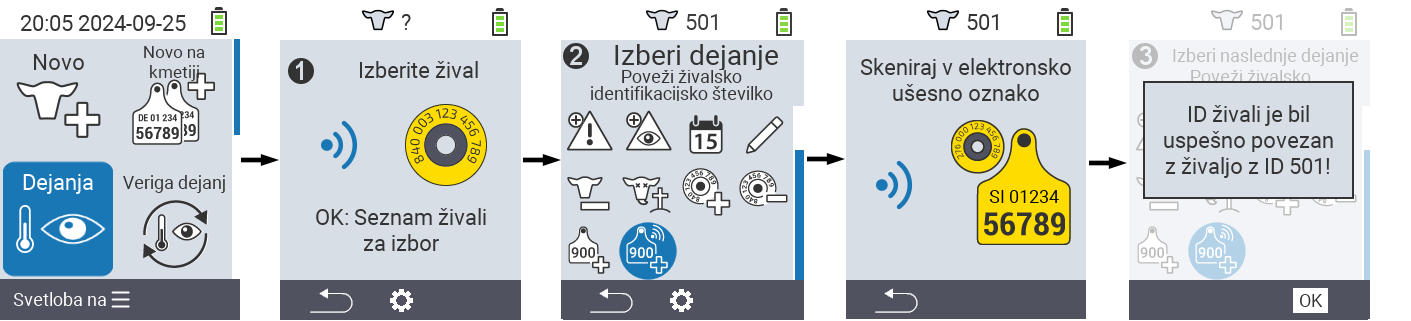 20:05 2024-09-25
Novo
Novo na
kmetiji
DE 01 234
56789
234
89
Dejanja
Veriga dejanj
Svetloba na
?
1
Izberite žival
840 003 123 456 789
OK: Seznam živali
za izbor
501
2
Izberi dejanje
Poveži živalsko
identifikacijsko številko
15
900
900
501
Skeniraj v elektronsko
ušesno oznako
276 000 123 456 789
SI 01234
56789
501
3
Izberi naslednje dejanje
Poveži živalsko
ID živali je bil
uspešno povezan
z živaljo z ID 501!
900
900
OK